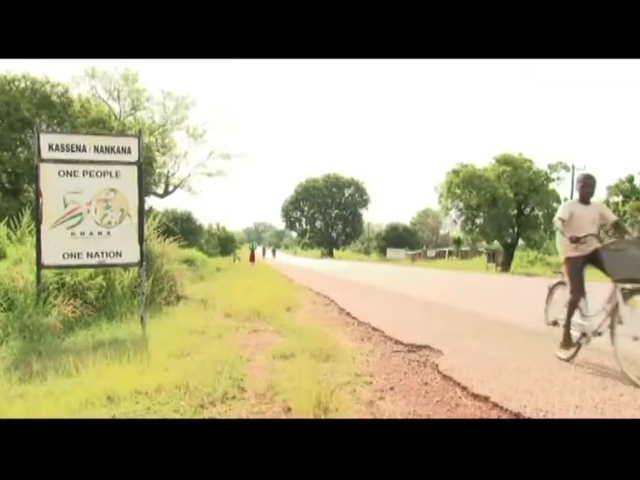 KASSENA / NANKANA
ONE PEOPLE
50
GHANA
ONE NATION